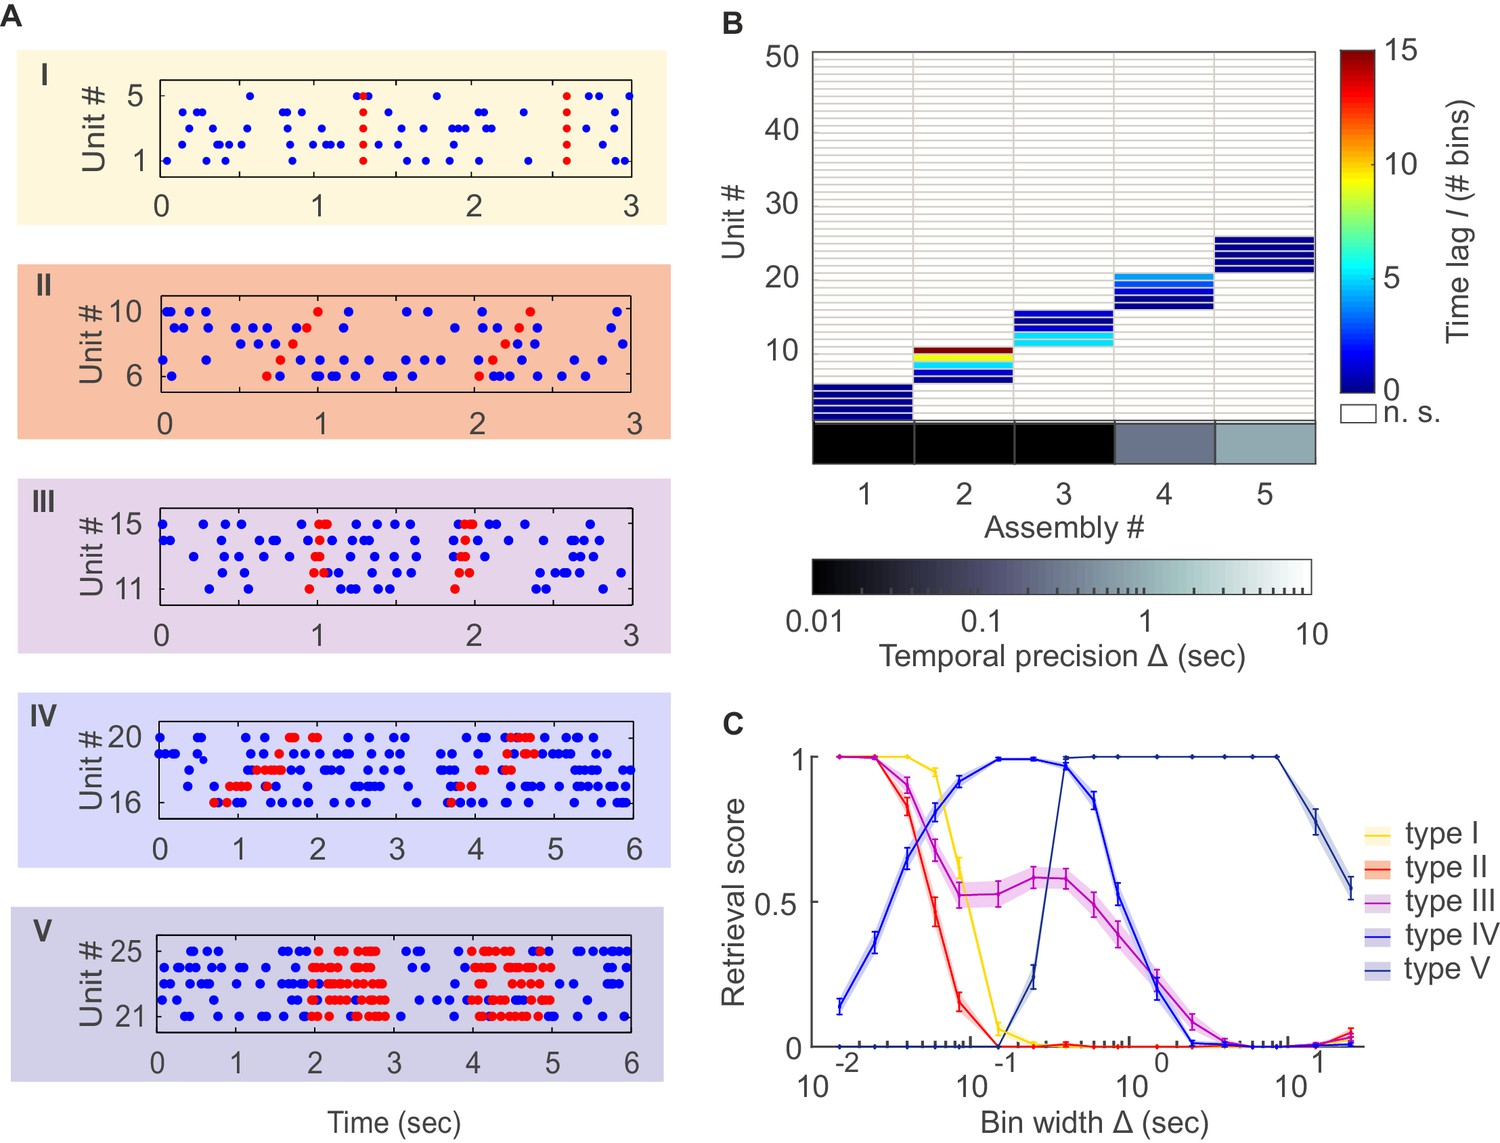 A
I
Unit #
5
1
0 1 2 3
II
Unit #
10
6
0 1 2 3
III
Unit #
15
11
0 1 2 3
IV
Unit #
20
16
0 1 2 3 4 5 6
V
Unit #
25
21
0 1 2 3 4 5 6
Time (sec)
B
Unit #
50
40
30
20
10
1 2 3 4 5
Assembly #
15
10
5
0
n. s.
Time lag l (# bins)
0.01 0.1 1 10
Temporal precision Δ (sec)
C
Retrieval score
1
0.5
0
10^-2 10^-1 10^0 10^1
Bin width Δ (sec)
type I
type II
type III
type IV
type V